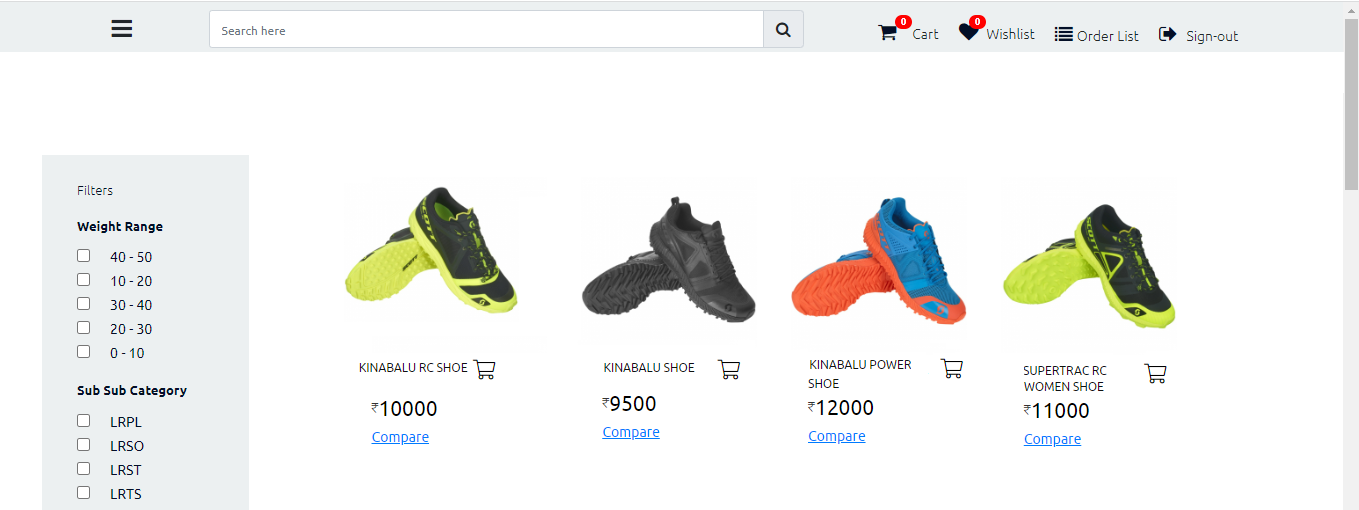 Search here
0
Cart
0
Wishlist
Order List
Sign-out
Filters
Weight Range
40 - 50
10 - 20
30 - 40
20 - 30
0 - 10
Sub Sub Category
LRPL
LRSO
LRST
LRTS
KINABALU RC SHOE
₹10000
Compare
KINABALU SHOE
₹9500
Compare
KINABALU POWER
SHOE
₹12000
Compare
SUPERTRAC RC
WOMEN SHOE
₹11000
Compare